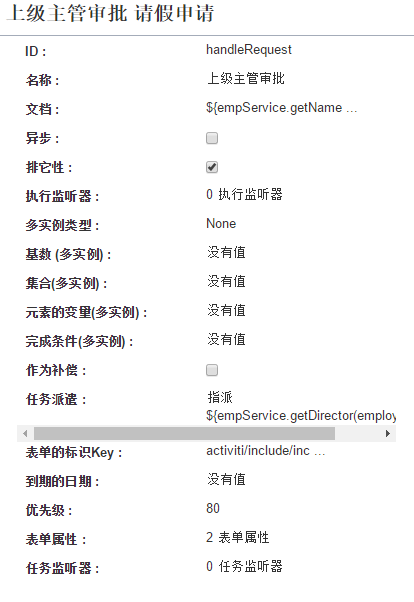 上级主管审批 请假申请
ID : handleRequest
名称 : 上级主管审批
文档 : ${empService.getName ...
异步 :
排它性 :
执行监听器 : 0 执行监听器
多实例类型 : None
基数 (多实例) : 没有值
集合(多实例) : 没有值
元素的变量(多实例) : 没有值
完成条件(多实例) : 没有值
作为补偿 :
任务派遣 : 指派
${empService.getDirector(employ
表单的标识Key : activiti/include/inc ...
到期的日期 : 没有值
优先级 : 80
表单属性 : 2 表单属性
任务监听器 : 0 任务监听器